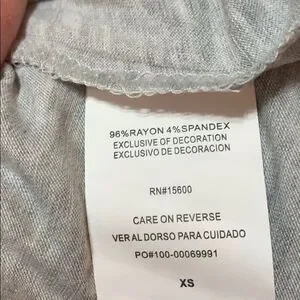 96%RAYON 4%SPANDEX
EXCLUSIVE OF DECORATION
EXCLUSIVO DE DECORACION
RN#15600
CARE ON REVERSE
VER AL DORSO PARA CUIDADO
PO#100-00069991
XS